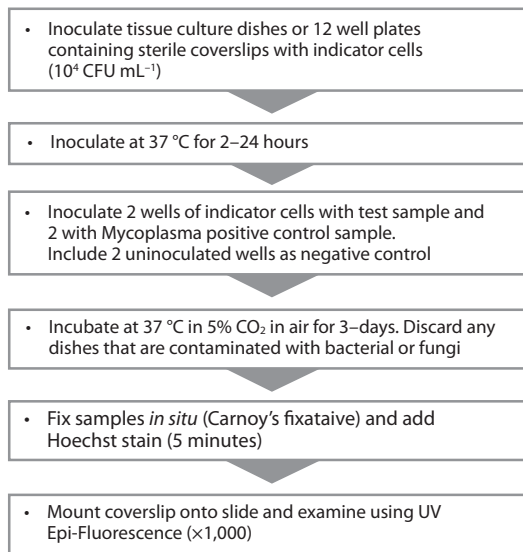 • Inoculate tissue culture dishes or 12 well plates
containing sterile coverslips with indicator cells
(10⁴ CFU mL⁻¹)
• Inoculate at 37 °C for 2–24 hours
• Inoculate 2 wells of indicator cells with test sample and
2 with Mycoplasma positive control sample.
Include 2 uninoculated wells as negative control
• Incubate at 37 °C in 5% CO₂ in air for 3–days. Discard any
dishes that are contaminated with bacterial or fungi
• Fix samples in situ (Carnoy's fixataive) and add
Hoechst stain (5 minutes)
• Mount coverslip onto slide and examine using UV
Epi-Fluorescence (×1,000)